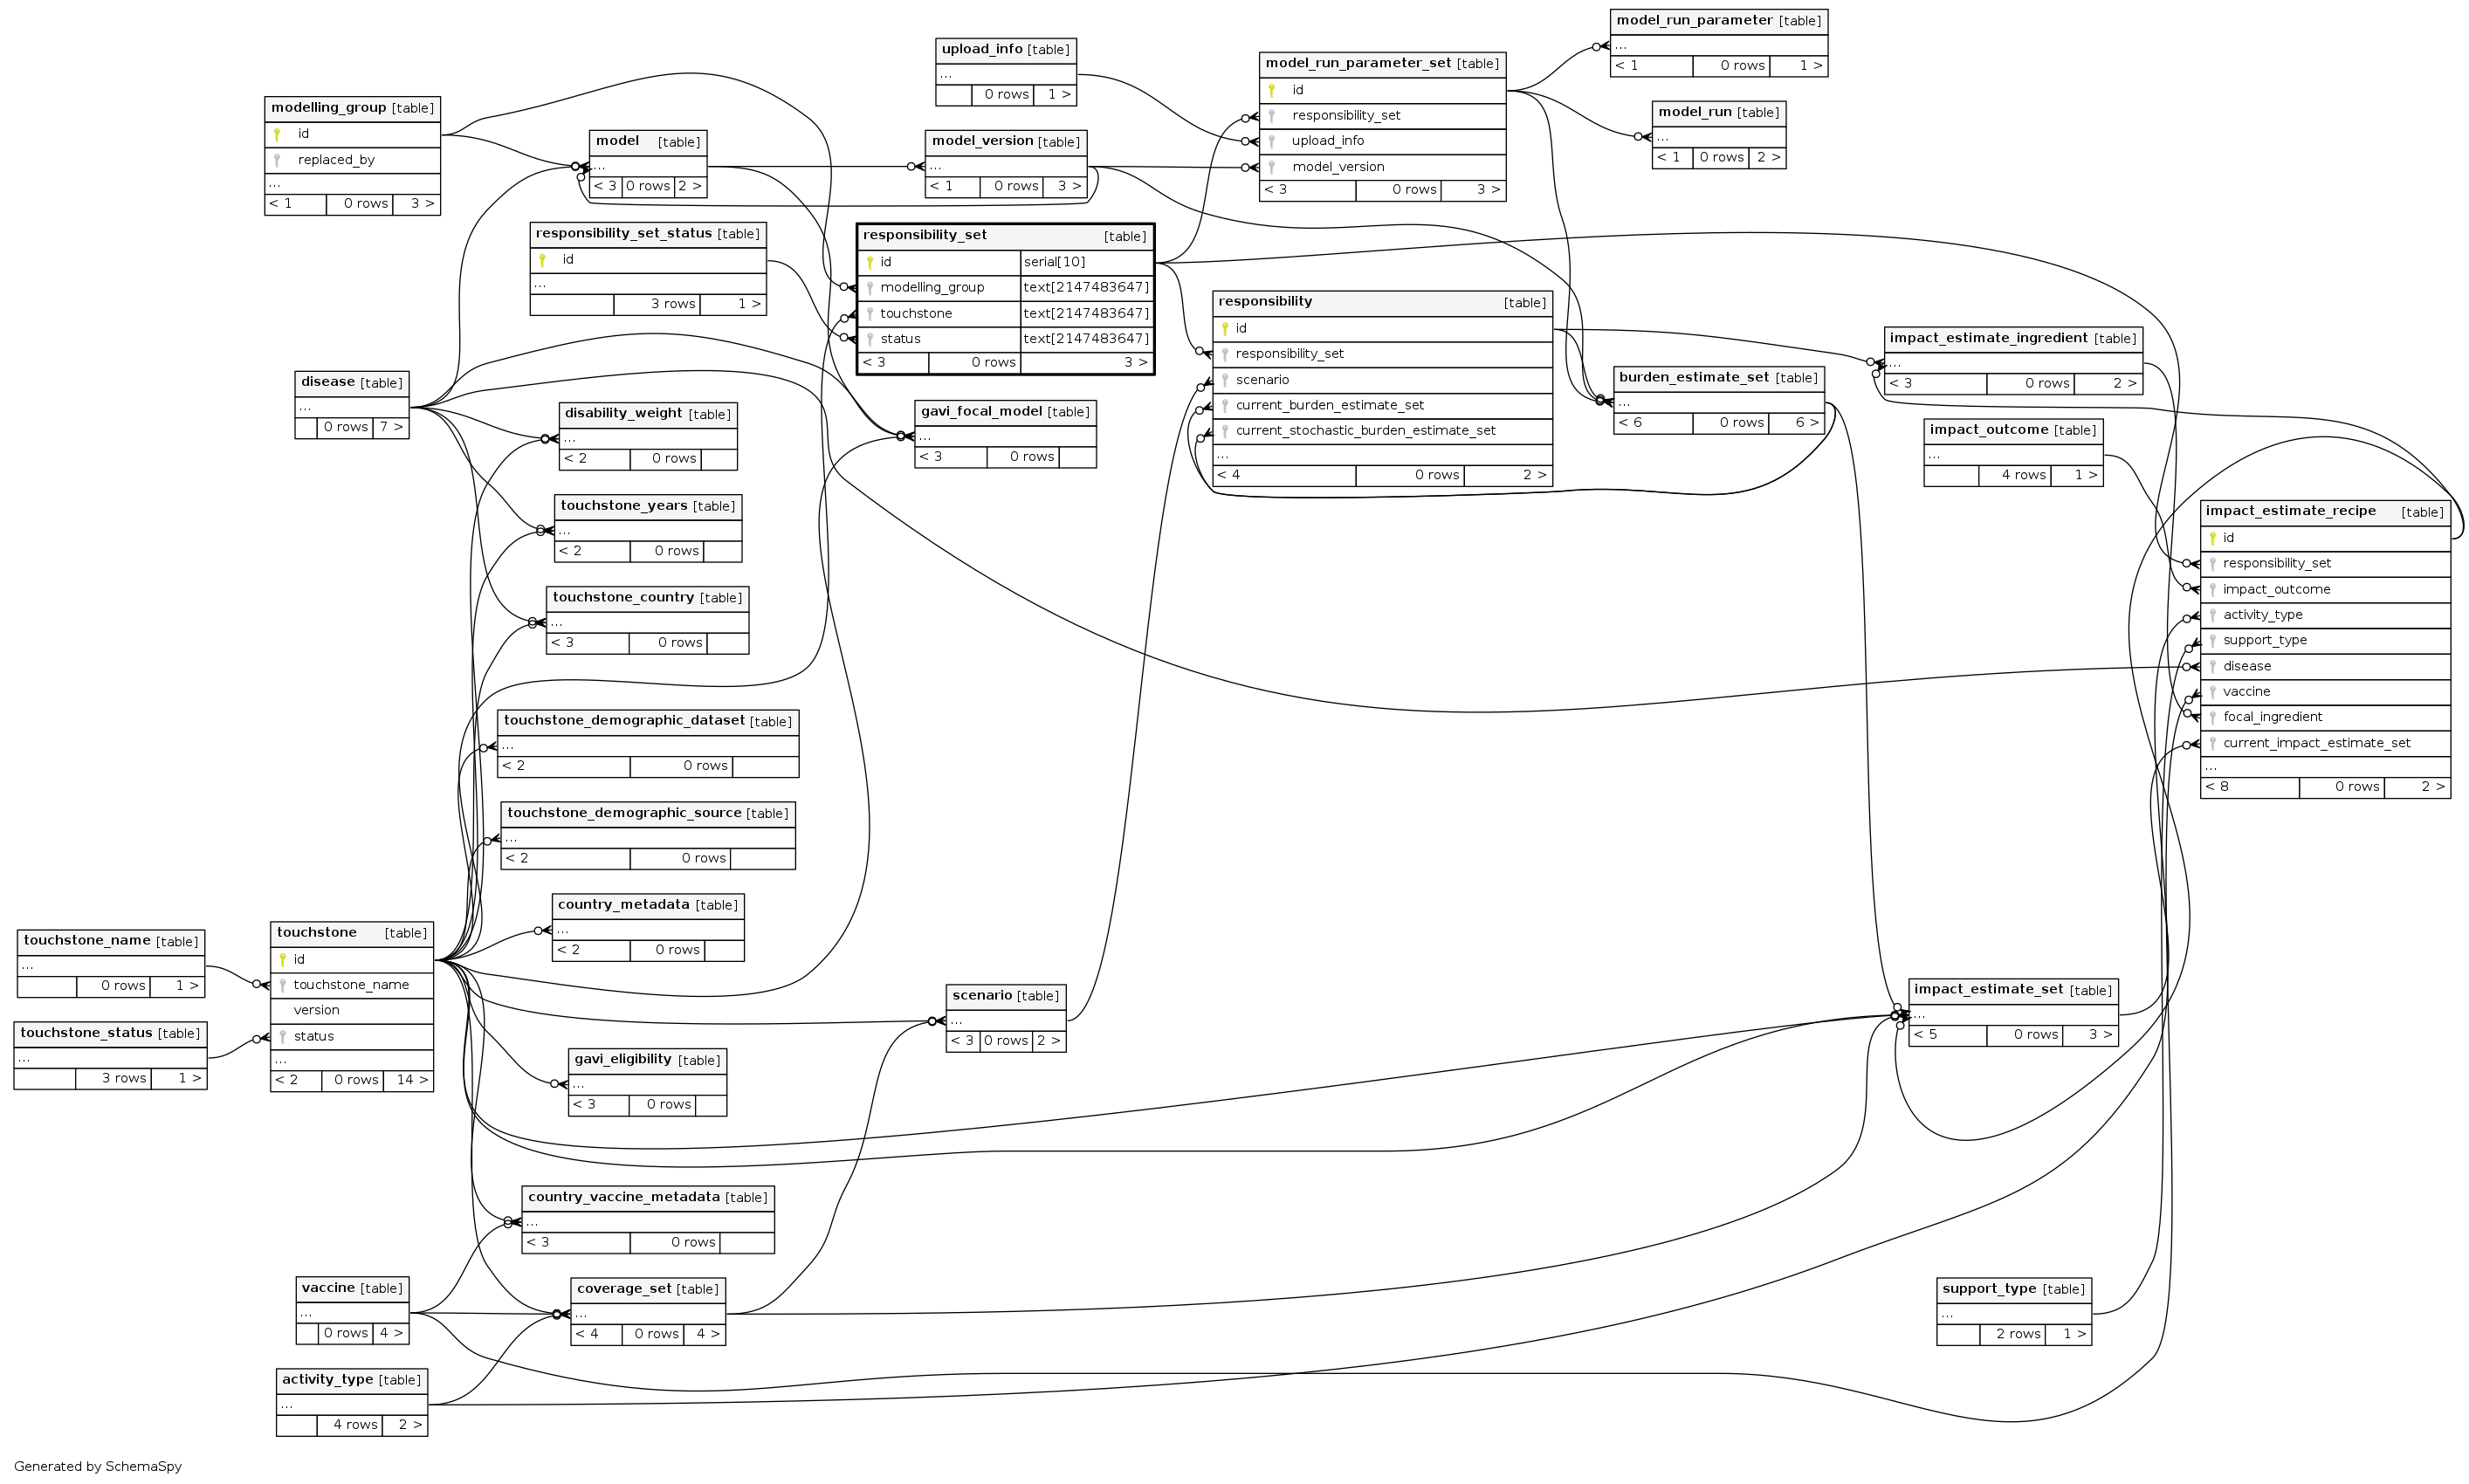 model_run_parameter [table]
...
< 1 0 rows 1 >
upload_info [table]
...
0 rows 1 >
model_run_parameter_set [table]
id
responsibility_set
upload_info
model_version
< 3 0 rows 3 >
modelling_group [table]
id
replaced_by
...
< 1 0 rows 3 >
model_run [table]
...
< 1 0 rows 2 >
model [table]
...
< 3 0 rows 2 >
model_version [table]
...
< 1 0 rows 3 >
responsibility_set_status [table]
id
...
3 rows 1 >
responsibility_set [table]
id serial[10]
modelling_group text[2147483647]
touchstone text[2147483647]
status text[2147483647]
< 3 0 rows 3 >
responsibility [table]
id
responsibility_set
scenario
current_burden_estimate_set
current_stochastic_burden_estimate_set
...
< 4 0 rows 2 >
impact_estimate_ingredient [table]
...
< 3 0 rows 2 >
burden_estimate_set [table]
...
< 6 0 rows 6 >
disease [table]
...
0 rows 7 >
disability_weight [table]
...
< 2 0 rows
gavi_focal_model [table]
...
< 3 0 rows
impact_outcome [table]
...
4 rows 1 >
touchstone_years [table]
...
< 2 0 rows
impact_estimate_recipe [table]
id
responsibility_set
impact_outcome
activity_type
support_type
disease
vaccine
focal_ingredient
current_impact_estimate_set
...
< 8 0 rows 2 >
touchstone_country [table]
...
< 3 0 rows
touchstone_demographic_dataset [table]
...
< 2 0 rows
touchstone_demographic_source [table]
...
< 2 0 rows
country_metadata [table]
...
< 2 0 rows
touchstone_name [table]
...
0 rows 1 >
touchstone [table]
id
touchstone_name
version
status
...
< 2 0 rows 14 >
touchstone_status [table]
...
3 rows 1 >
scenario [table]
...
< 3 0 rows 2 >
impact_estimate_set [table]
...
< 5 0 rows 3 >
gavi_eligibility [table]
...
< 3 0 rows
country_vaccine_metadata [table]
...
< 3 0 rows
vaccine [table]
...
0 rows 4 >
coverage_set [table]
...
< 4 0 rows 4 >
support_type [table]
...
2 rows 1 >
activity_type [table]
...
4 rows 2 >
Generated by SchemaSpy